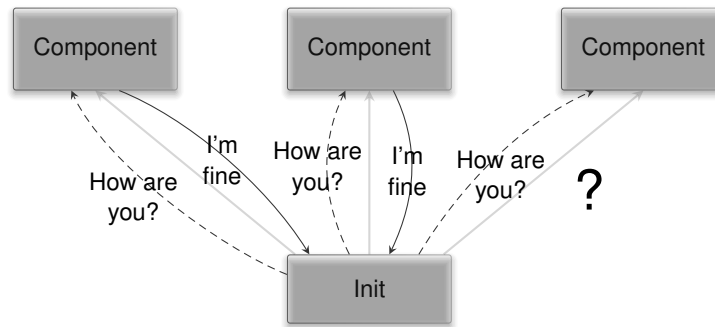 Component
Component
Component
I'm
fine
How are
you?
How are
you?
I'm
fine
How are
you?
?
Init